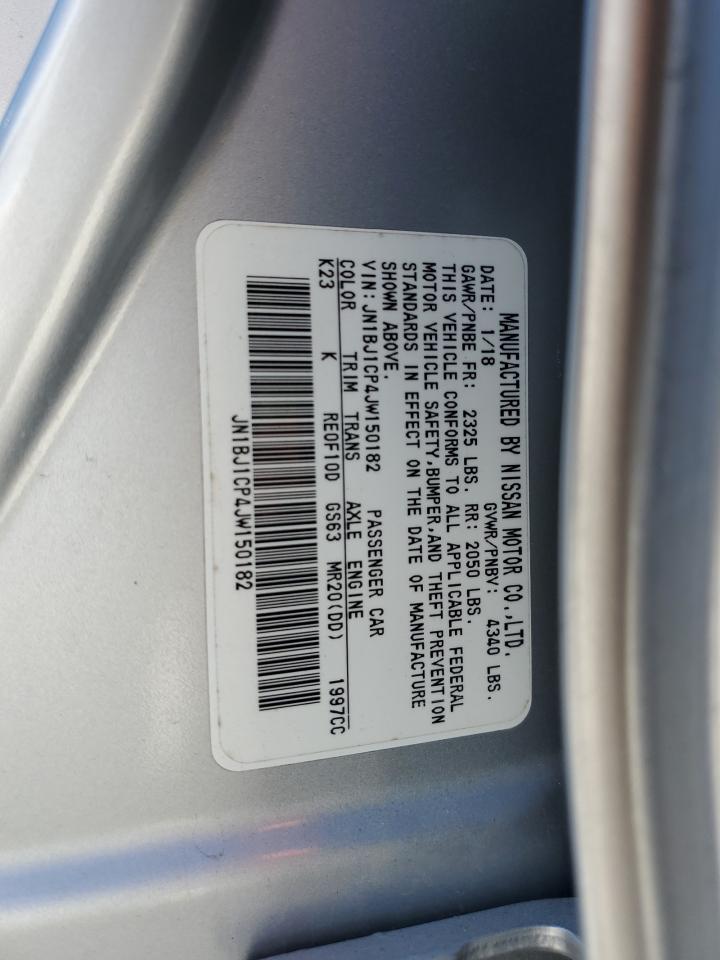 MANUFACTURED BY NISSAN MOTOR CO.,LTD.
DATE: 1/18 GVWR/PNBV: 4340 LBS.
GAWR/PNBE FR: 2325 LBS. RR: 2050 LBS.
THIS VEHICLE CONFORMS TO ALL APPLICABLE FEDERAL
MOTOR VEHICLE SAFETY,BUMPER,AND THEFT PREVENTION
STANDARDS IN EFFECT ON THE DATE OF MANUFACTURE
SHOWN ABOVE.
VIN:JN1BJ1CP4JW150182 PASSENGER CAR
COLOR TRIM TRANS AXLE ENGINE
K23 K RE0F10D GS63 MR20(DD) 1997CC
JN1BJ1CP4JW150182